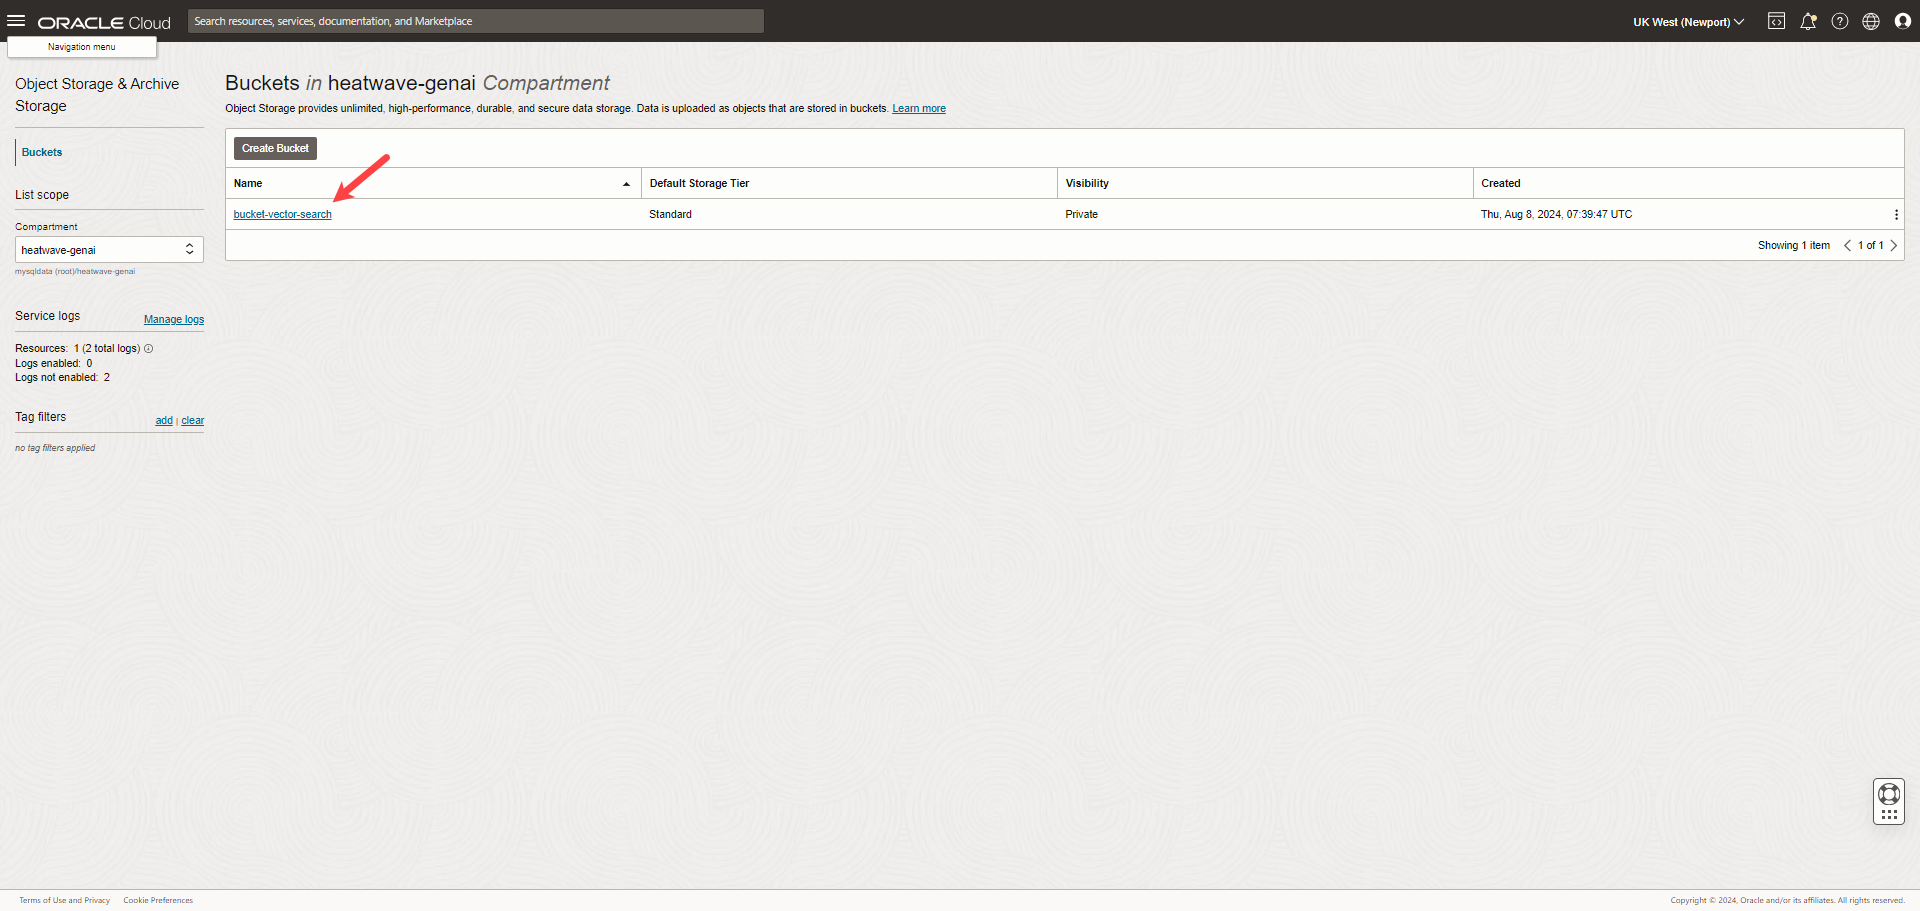 ORACLE Cloud
Search resources, services, documentation, and Marketplace
UK West (Newport)
Navigation menu
Object Storage & Archive
Storage
Buckets
List scope
Compartment
heatwave-genai
mysqldata (root)/heatwave-genai
Service logs
Manage logs
Resources: 1 (2 total logs)
Logs enabled: 0
Logs not enabled: 2
Tag filters
add | clear
no tag filters applied
Buckets in heatwave-genai Compartment
Object Storage provides unlimited, high-performance, durable, and secure data storage. Data is uploaded as objects that are stored in buckets. Learn more
Create Bucket
Name Default Storage Tier Visibility Created
bucket-vector-search Standard Private Thu, Aug 8, 2024, 07:39:47 UTC
Showing 1 item 1 of 1
Terms of Use and Privacy Cookie Preferences
Copyright © 2024, Oracle and/or its affiliates. All rights reserved.